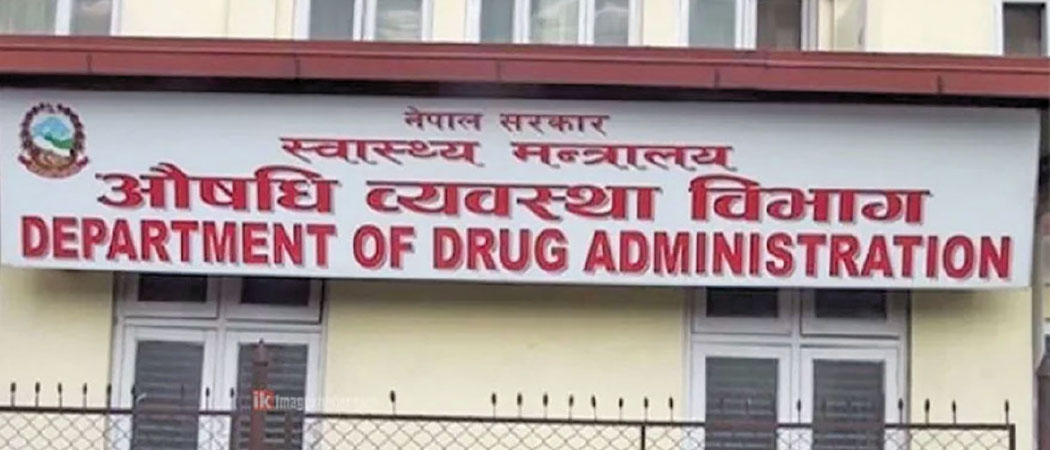 नेपाल सरकार
स्वास्थ्य मन्त्रालय
औषधि व्यवस्था विभाग
DEPARTMENT OF DRUG ADMINISTRATION